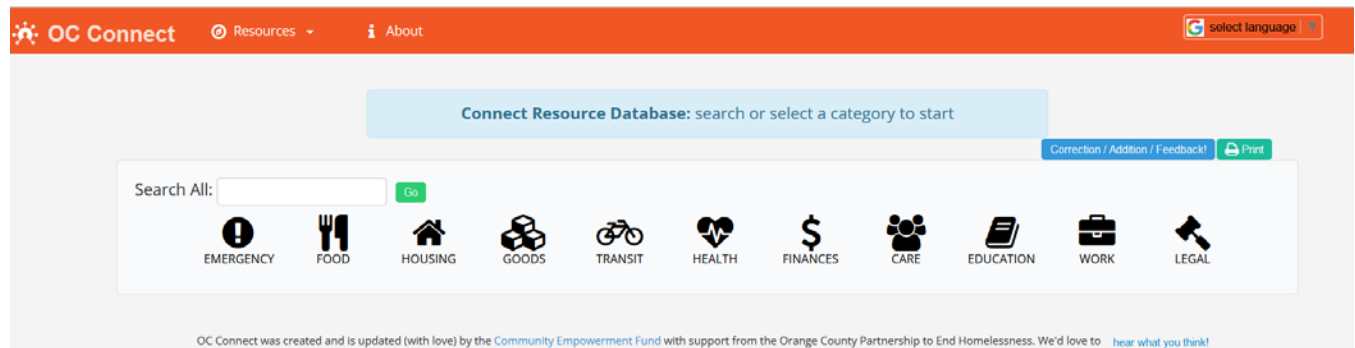 OC Connect Resources About select language
Connect Resource Database: search or select a category to start
Correction / Addition / Feedback! Print
Search All: Go
EMERGENCY FOOD HOUSING GOODS TRANSIT HEALTH FINANCES CARE EDUCATION WORK LEGAL
OC Connect was created and is updated (with love) by the Community Empowerment Fund with support from the Orange County Partnership to End Homelessness. We'd love to hear what you think!